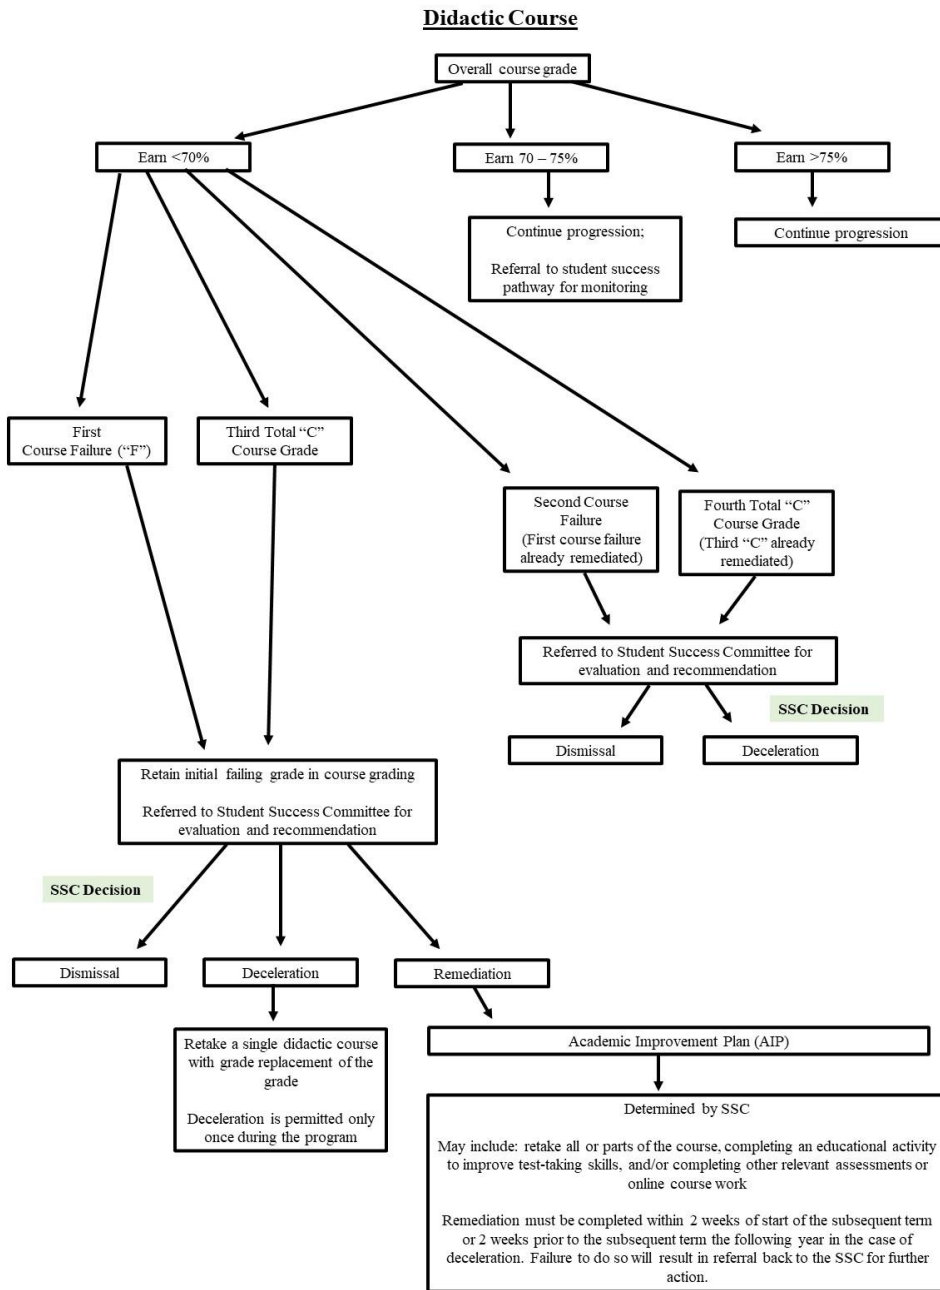 Didactic Course
Overall course grade
Earn <70%
Earn 70 – 75%
Earn >75%
Continue progression;
Referral to student success
pathway for monitoring
Continue progression
First
Course Failure (“F”)
Third Total “C”
Course Grade
Second Course
Failure
(First course failure
already remediated)
Fourth Total “C”
Course Grade
(Third “C” already
remediated)
Referred to Student Success Committee for
evaluation and recommendation
SSC Decision
Dismissal
Deceleration
Retain initial failing grade in course grading
Referred to Student Success Committee for
evaluation and recommendation
SSC Decision
Dismissal
Deceleration
Remediation
Retake a single didactic course
with grade replacement of the
grade
Deceleration is permitted only
once during the program
Academic Improvement Plan (AIP)
Determined by SSC
May include: retake all or parts of the course, completing an educational activity
to improve test-taking skills, and/or completing other relevant assessments or
online course work
Remediation must be completed within 2 weeks of start of the subsequent term
or 2 weeks prior to the subsequent term the following year in the case of
deceleration. Failure to do so will result in referral back to the SSC for further
action.